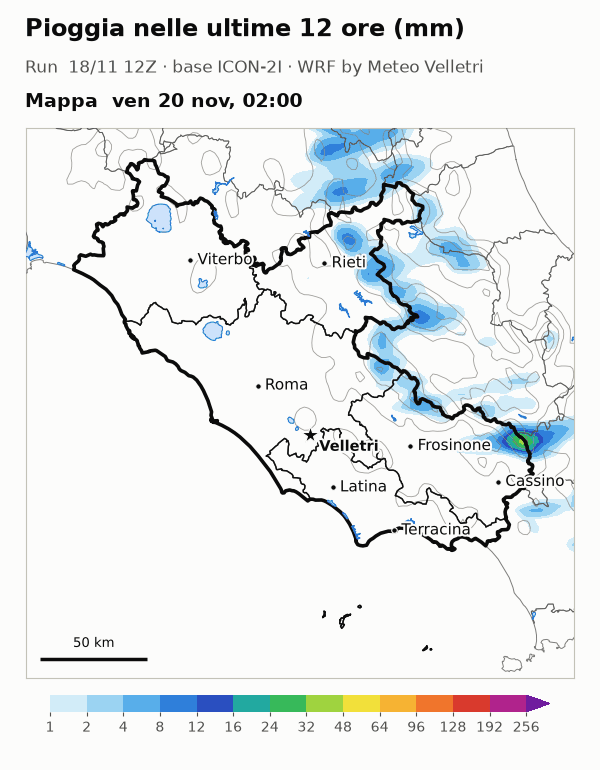 Pioggia nelle ultime 12 ore (mm)
Run 18/11 12Z · base ICON-2I · WRF by Meteo Velletri
Mappa ven 20 nov, 02:00
Viterbo
Rieti
Roma
Velletri
Frosinone
Latina
Cassino
Terracina
50 km
1 2 4 8 12 16 24 32 48 64 96 128 192 256